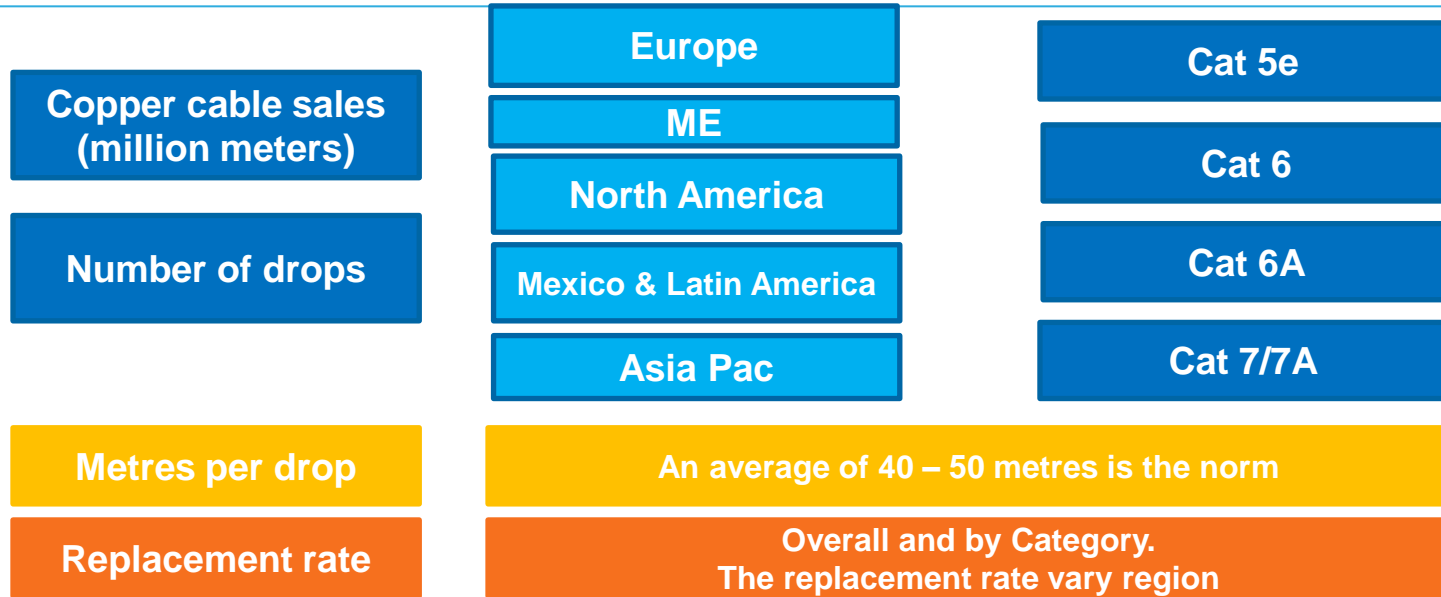 Copper cable sales
(million meters)
Number of drops
Europe
ME
North America
Mexico & Latin America
Asia Pac
Cat 5e
Cat 6
Cat 6A
Cat 7/7A
Metres per drop
An average of 40 – 50 metres is the norm
Replacement rate
Overall and by Category.
The replacement rate vary region